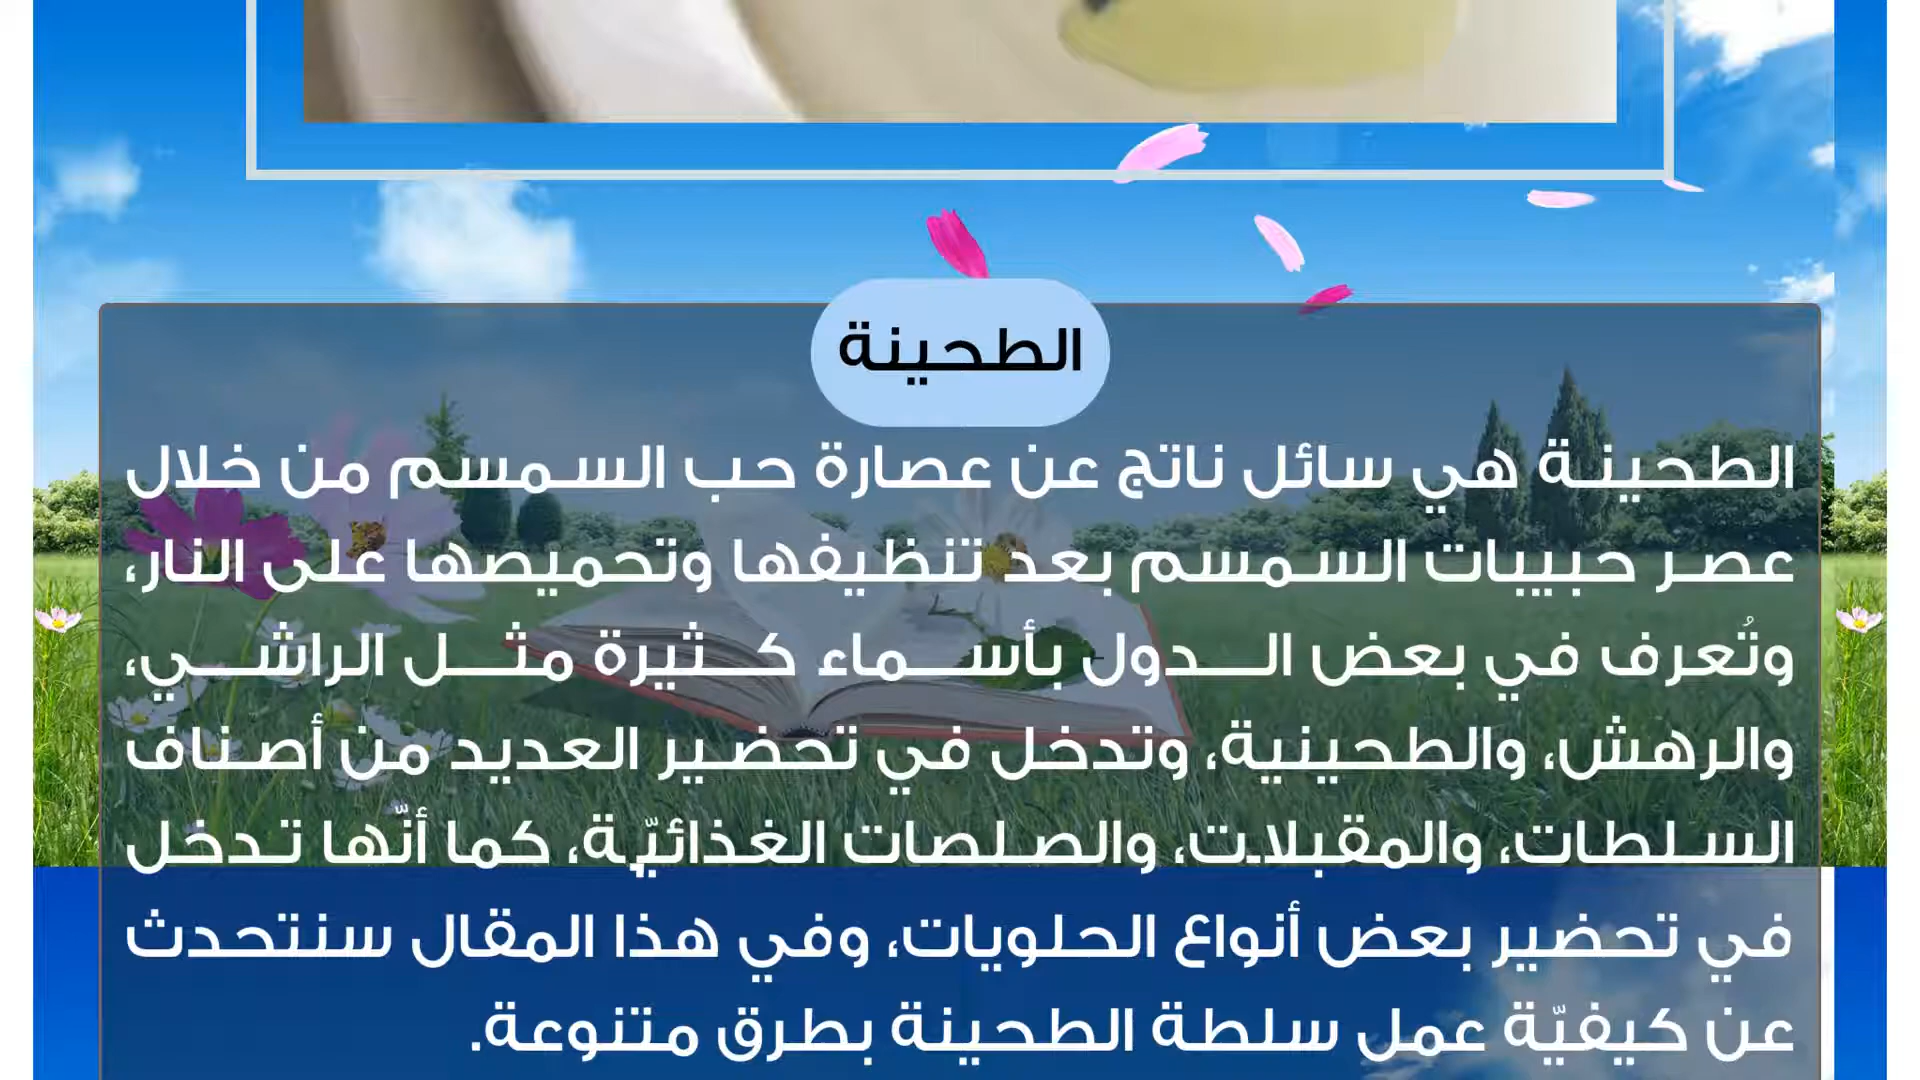 الطحينة
الطحينة هي سائل ناتج عن عصارة حب السمسم من خلال
عصر حبيبات السمسم بعد تنظيفها وتحميصها على النار،
وتُعرف في بعض الدول بأسماء كثيرة مثل الراشي،
والرهش، والطحينية، وتدخل في تحضير العديد من أصناف
السلطات، والمقبلات، والصلصات الغذائيّة، كما أنّها تدخل
في تحضير بعض أنواع الحلويات، وفي هذا المقال سنتحدث
عن كيفيّة عمل سلطة الطحينة بطرق متنوعة.